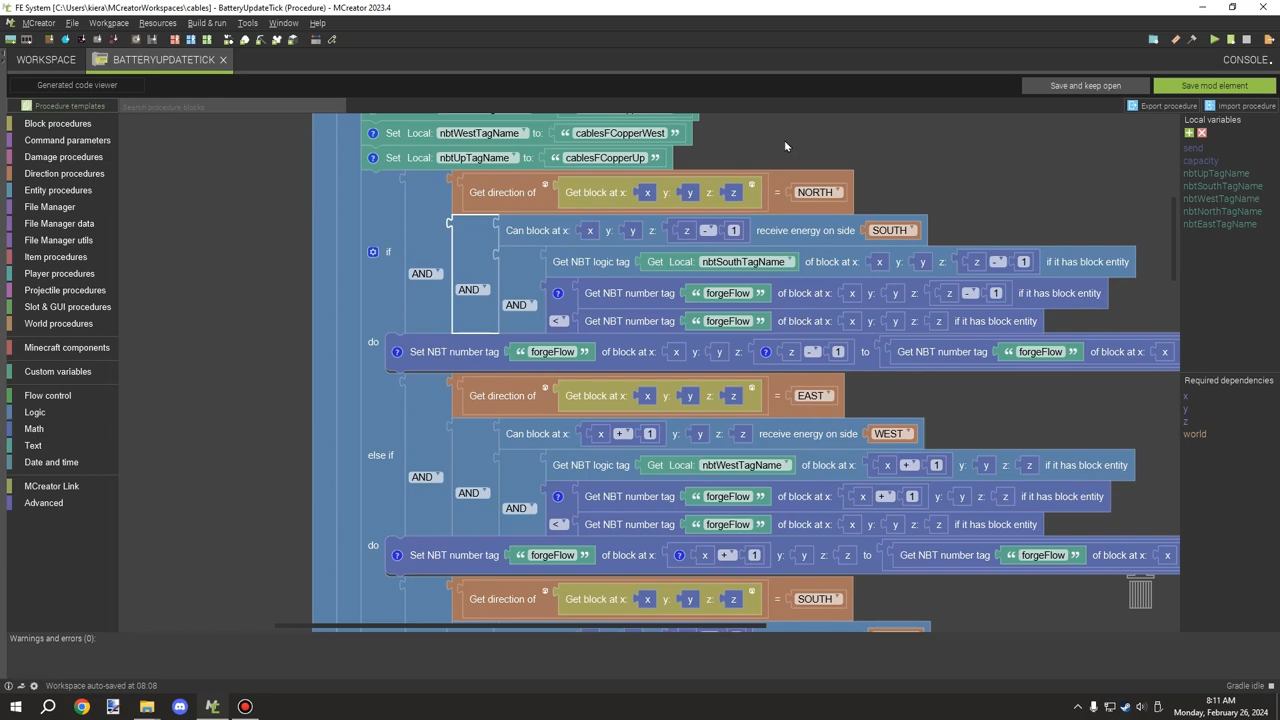 FE System [C:\Users\kiera\MCreatorWorkspaces\cables] - BatteryUpdateTick (Procedure) - MCreator 2023.4
MCreator File Workspace Resources Build & run Tools Window Help
WORKSPACE BATTERYUPDATETICK CONSOLE
Generated code viewer Save and keep open Save mod element
Procedure templates Search procedure blocks Export procedure Import procedure
Block procedures
Command parameters
Damage procedures
Direction procedures
Entity procedures
File Manager
File Manager data
File Manager utils
Item procedures
Player procedures
Projectile procedures
Slot & GUI procedures
World procedures
Minecraft components
Custom variables
Flow control
Logic
Math
Text
Date and time
MCreator Link
Advanced
Set Local: nbtWestTagName to: “ cablesFCopperWest ”
Set Local: nbtUpTagName to: “ cablesFCopperUp ”
Get direction of Get block at x: x y: y z: z = NORTH
if AND AND Can block at x: x y: y z: z - 1 receive energy on side SOUTH
AND Get NBT logic tag Get Local: nbtSouthTagName of block at x: x y: y z: z - 1 if it has block entity
Get NBT number tag “ forgeFlow ” of block at x: x y: y z: z - 1 if it has block entity
< Get NBT number tag “ forgeFlow ” of block at x: x y: y z: z if it has block entity
do Set NBT number tag “ forgeFlow ” of block at x: x y: y z: z - 1 to Get NBT number tag “ forgeFlow ” of block at x: x
Get direction of Get block at x: x y: y z: z = EAST
else if AND AND Can block at x: x + 1 y: y z: z receive energy on side WEST
AND Get NBT logic tag Get Local: nbtWestTagName of block at x: x + 1 y: y z: z if it has block entity
Get NBT number tag “ forgeFlow ” of block at x: x + 1 y: y z: z if it has block entity
< Get NBT number tag “ forgeFlow ” of block at x: x y: y z: z if it has block entity
do Set NBT number tag “ forgeFlow ” of block at x: x + 1 y: y z: z to Get NBT number tag “ forgeFlow ” of block at x: x
Get direction of Get block at x: x y: y z: z = SOUTH
Local variables
send
capacity
nbtUpTagName
nbtSouthTagName
nbtWestTagName
nbtNorthTagName
nbtEastTagName
Required dependencies
x
y
z
world
Warnings and errors (0):
Workspace auto-saved at 08:08 Gradle idle
8:11 AM
Monday, February 26, 2024